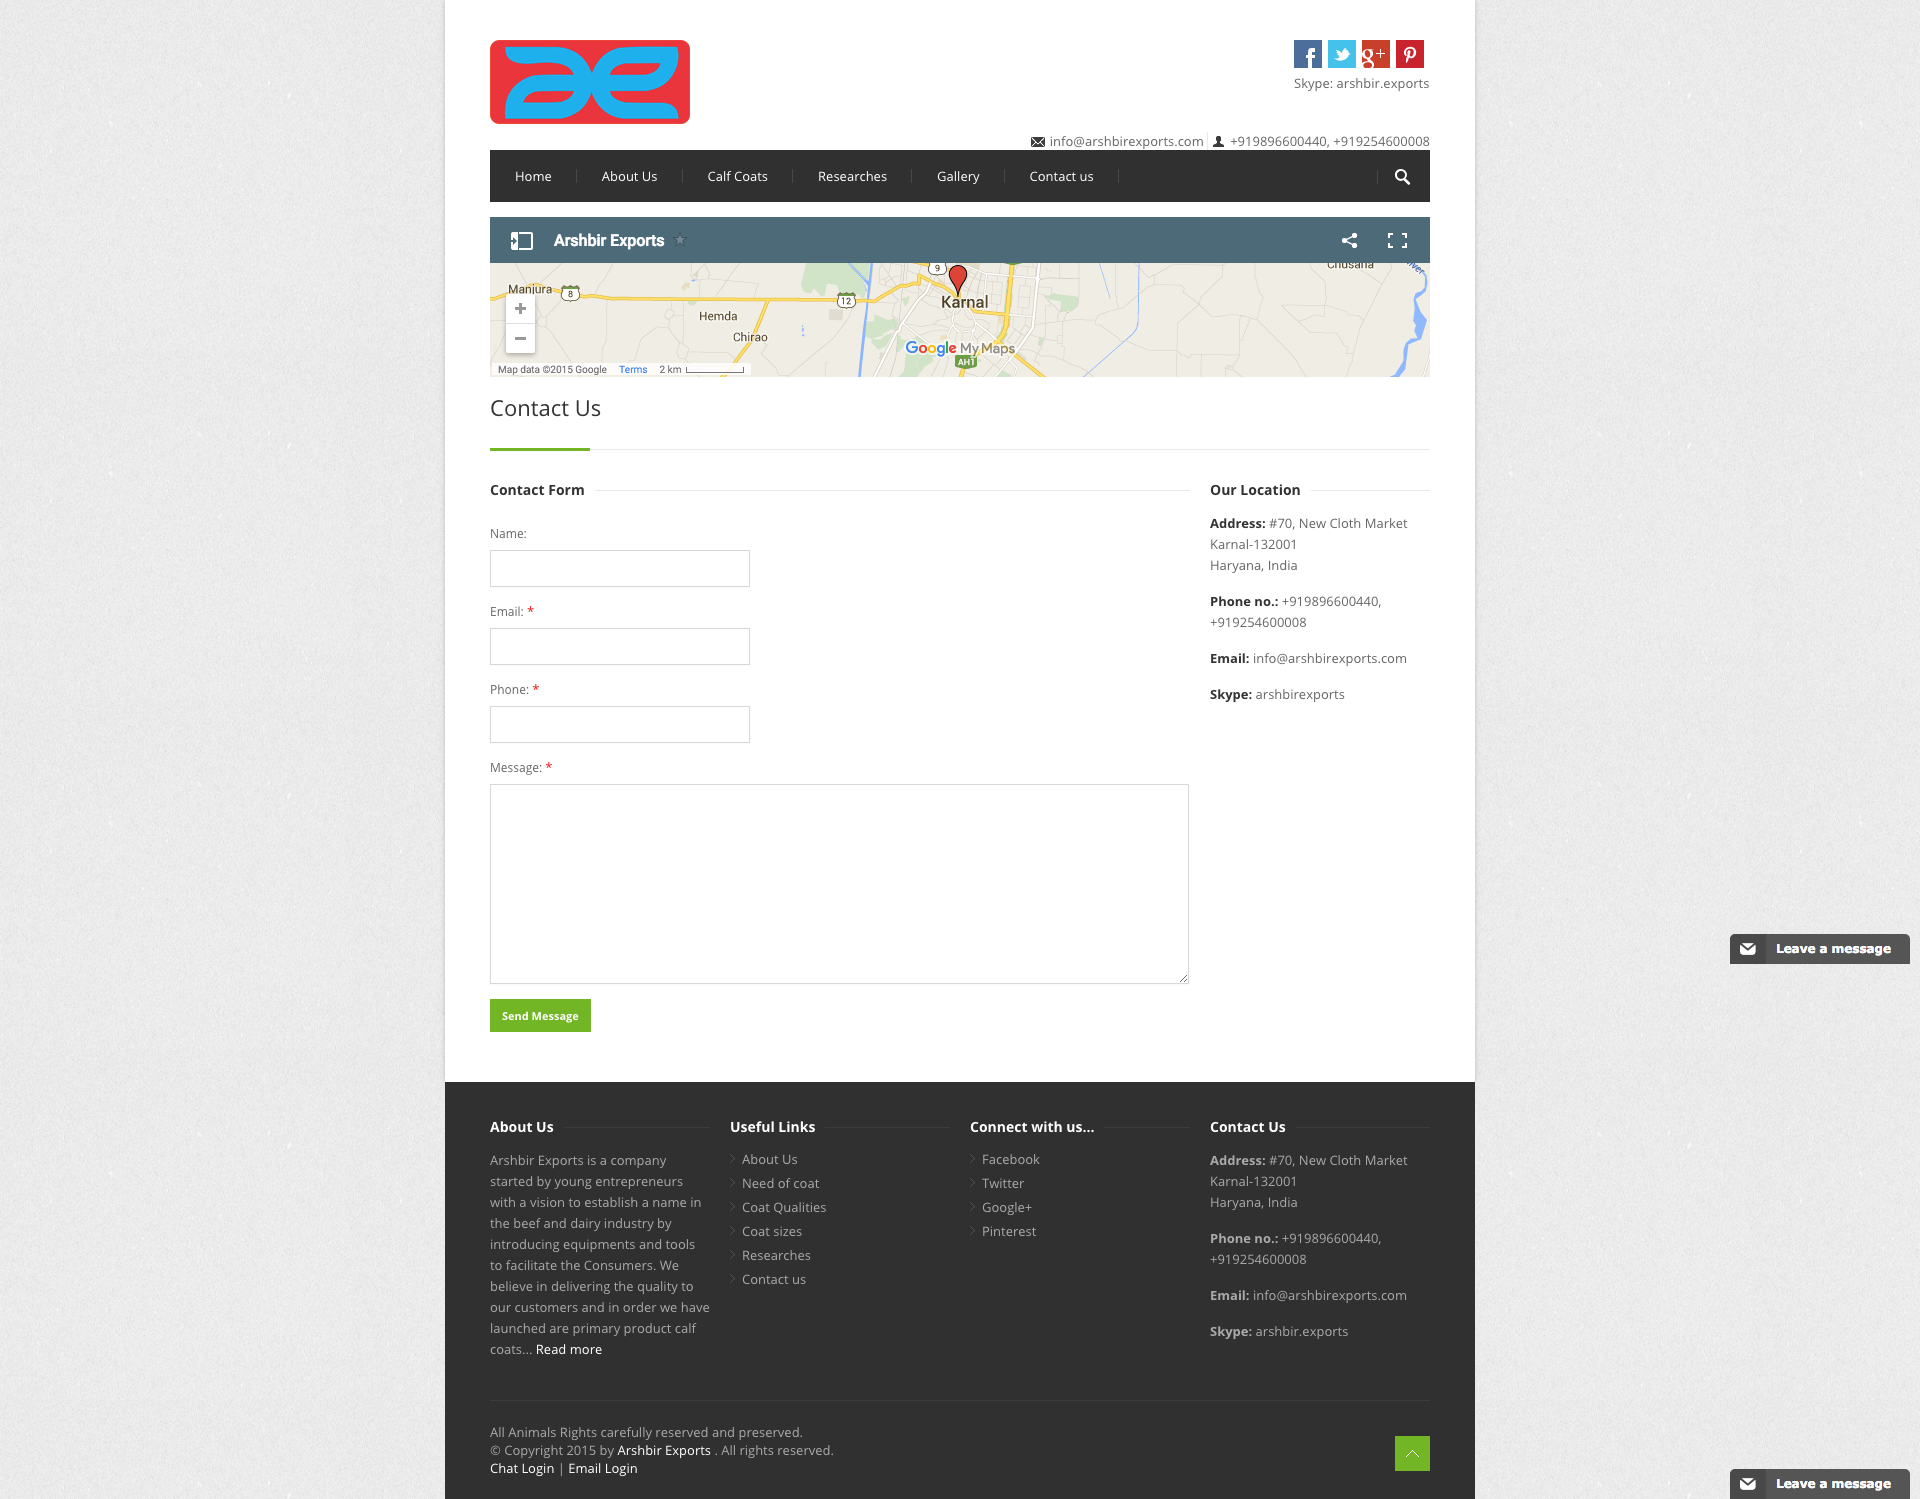 ae
Skype: arshbir.exports
info@arshbirexports.com +919896600440, +919254600008
Home About Us Calf Coats Researches Gallery Contact us
Arshbir Exports
Manjura 8 12 9 Karnal
Hemda
Chirao
Chusana
Google My Maps
AH1
Map data ©2015 Google Terms 2 km
Contact Us
Contact Form
Name:
Email: *
Phone: *
Message: *
Send Message
Our Location
Address: #70, New Cloth Market
Karnal-132001
Haryana, India
Phone no.: +919896600440,
+919254600008
Email: info@arshbirexports.com
Skype: arshbirexports
Leave a message
About Us
Arshbir Exports is a company
started by young entrepreneurs
with a vision to establish a name in
the beef and dairy industry by
introducing equipments and tools
to facilitate the Consumers. We
believe in delivering the quality to
our customers and in order we have
launched are primary product calf
coats... Read more
Useful Links
About Us
Need of coat
Coat Qualities
Coat sizes
Researches
Contact us
Connect with us...
Facebook
Twitter
Google+
Pinterest
Contact Us
Address: #70, New Cloth Market
Karnal-132001
Haryana, India
Phone no.: +919896600440,
+919254600008
Email: info@arshbirexports.com
Skype: arshbir.exports
All Animals Rights carefully reserved and preserved.
© Copyright 2015 by Arshbir Exports . All rights reserved.
Chat Login | Email Login
Leave a message